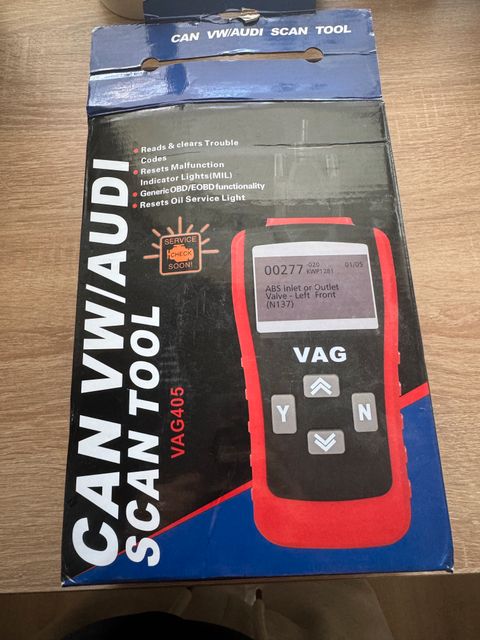 CAN VW/AUDI SCAN TOOL
Reads & clears Trouble
Codes
Resets Malfunction
Indicator Lights(MIL)
Generic OBD/EOBD functionality
Resets Oil Service Light
SERVICE
CHECK
SOON!
00277 020 01/05
KWP1281
ABS inlet or Outlet
Valve - Left Front
(N137)
VAG
Y
N
CAN VW/AUDI
SCAN TOOL
VAG405